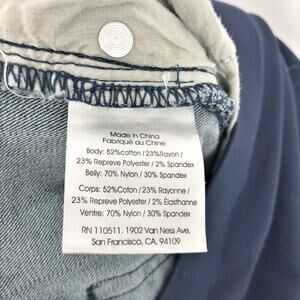 Made in China
Fabriqué au Chine
Body: 52%cotton / 23%Rayon /
23% Repreve Polyester / 2% Spandex
Belly: 70% Nylon / 30% Spandex
Corps: 52%Coton / 23% Rayonne /
23% Repreve Polyester / 2% Élasthanne
Ventre: 70% Nylon / 30% Spandex
RN 110511. 1902 Van Ness Ave,
San Francisco, CA, 94109